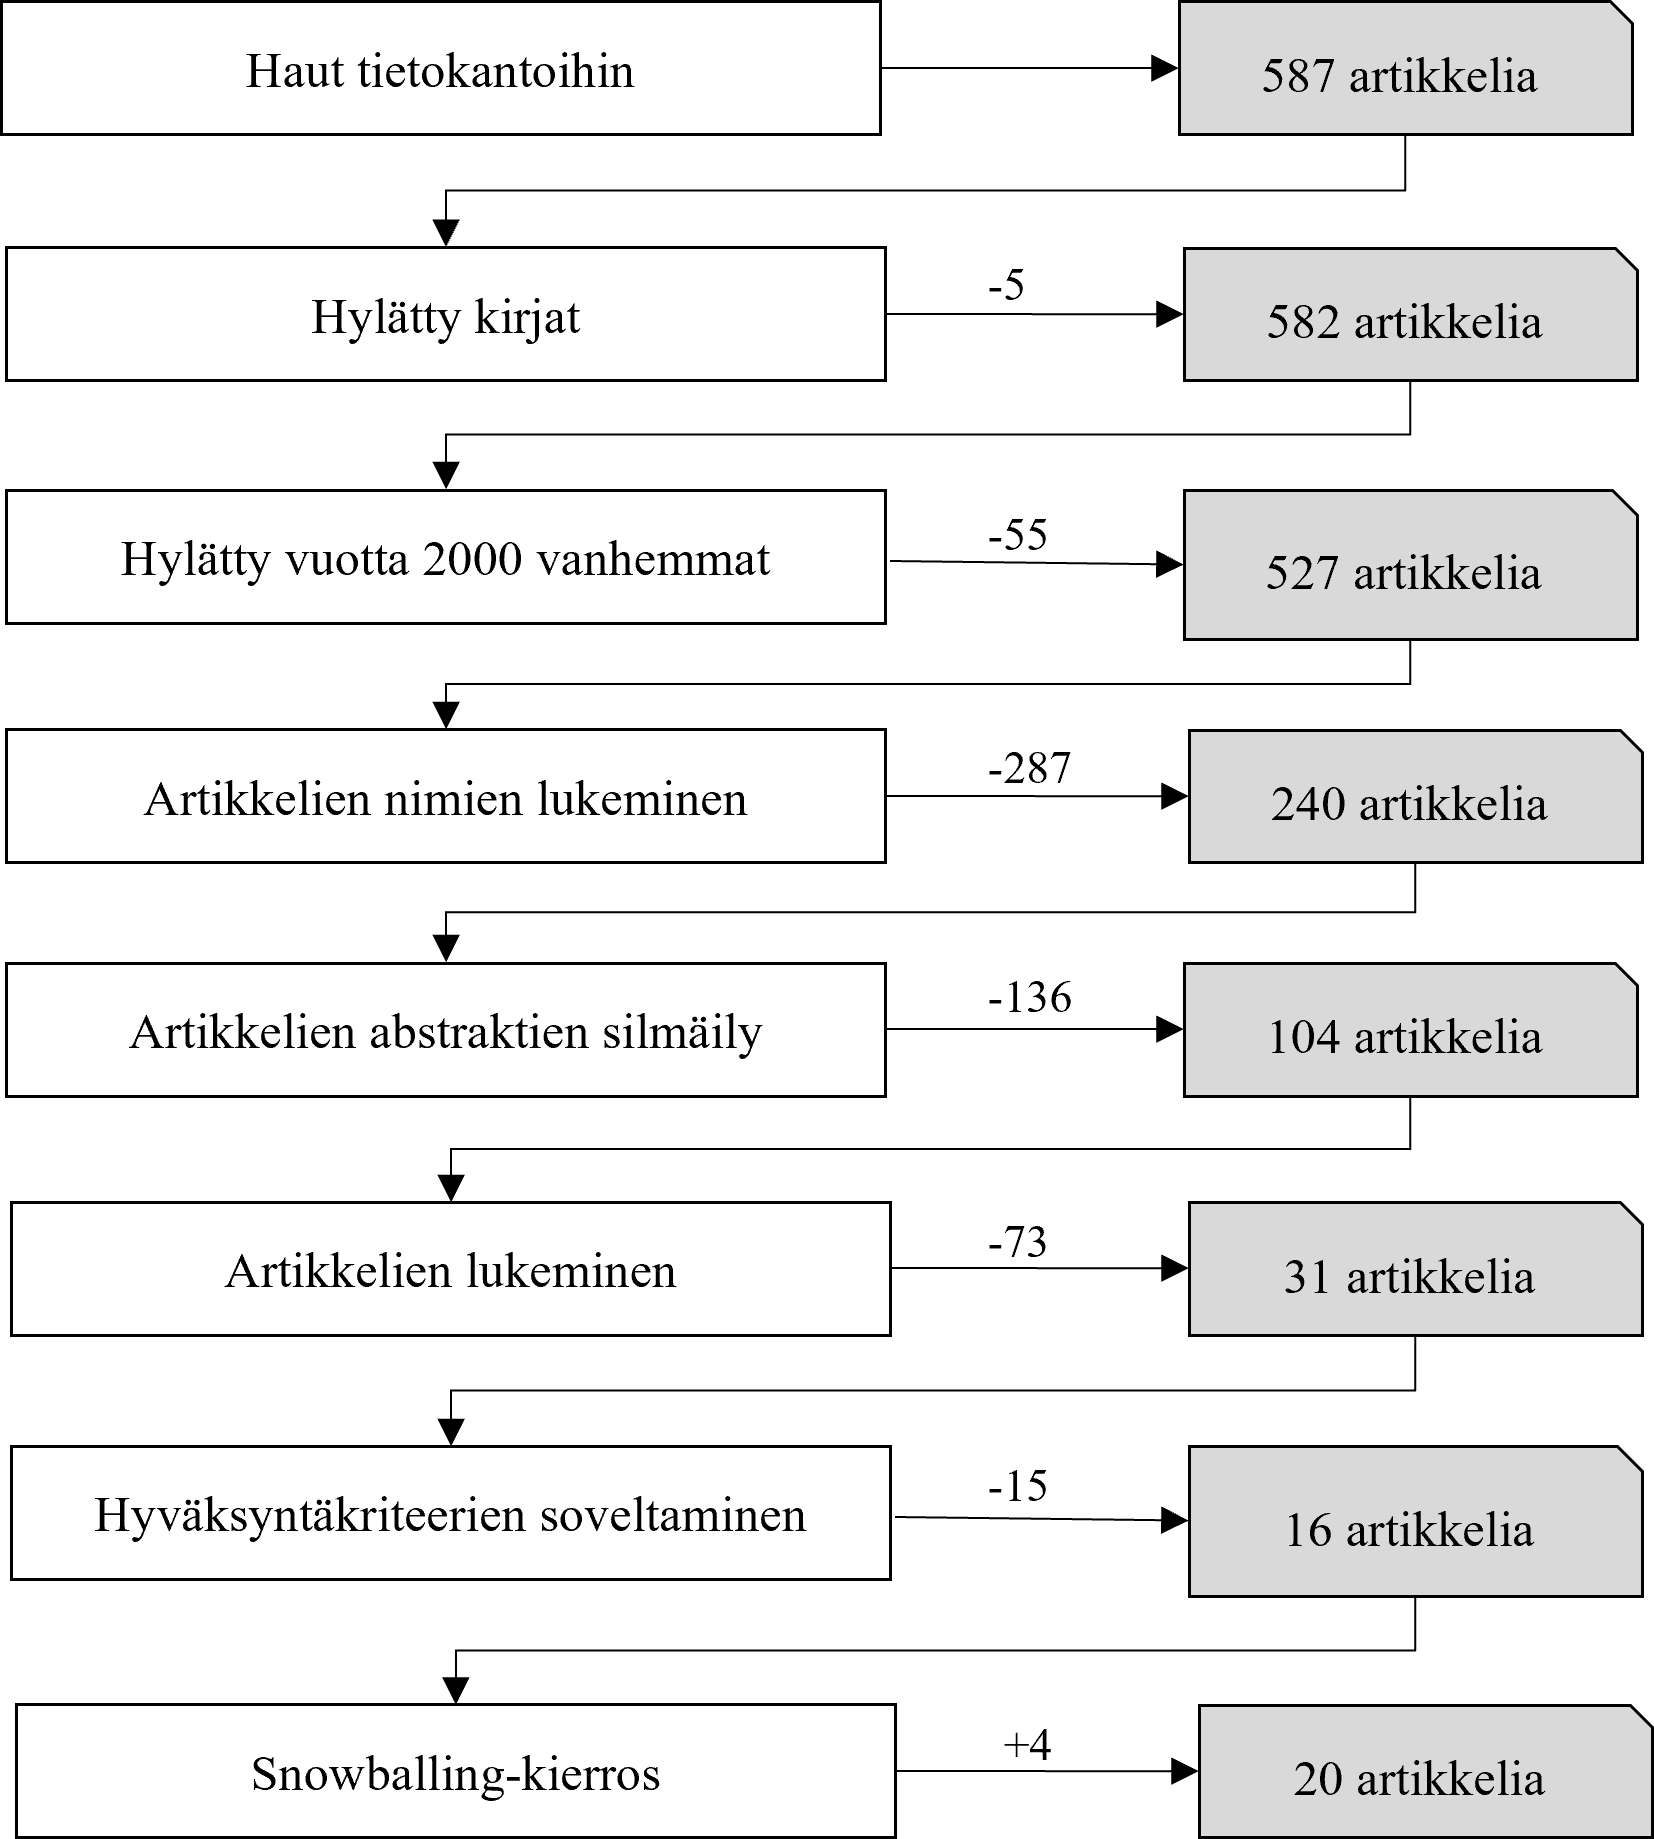 Haut tietokantoihin
587 artikkelia
Hylätty kirjat
-5
582 artikkelia
Hylätty vuotta 2000 vanhemmat
-55
527 artikkelia
Artikkelien nimien lukeminen
-287
240 artikkelia
Artikkelien abstraktien silmäily
-136
104 artikkelia
Artikkelien lukeminen
-73
31 artikkelia
Hyväksyntäkriteerien soveltaminen
-15
16 artikkelia
Snowballing-kierros
+4
20 artikkelia